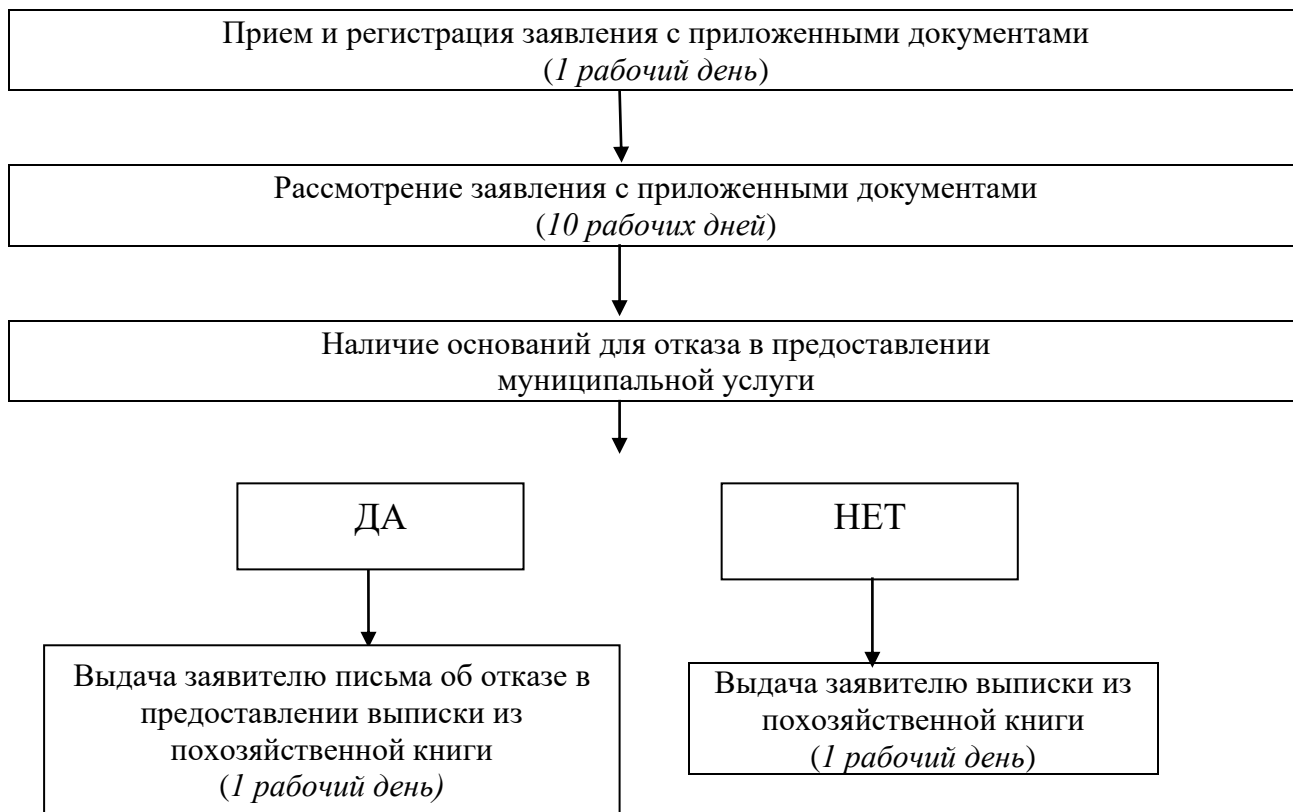 Прием и регистрация заявления с приложенными документами
(1 рабочий день)
Рассмотрение заявления с приложенными документами
(10 рабочих дней)
Наличие оснований для отказа в предоставлении
муниципальной услуги
ДА
НЕТ
Выдача заявителю письма об отказе в
предоставлении выписки из
похозяйственной книги
(1 рабочий день)
Выдача заявителю выписки из
похозяйственной книги
(1 рабочий день)